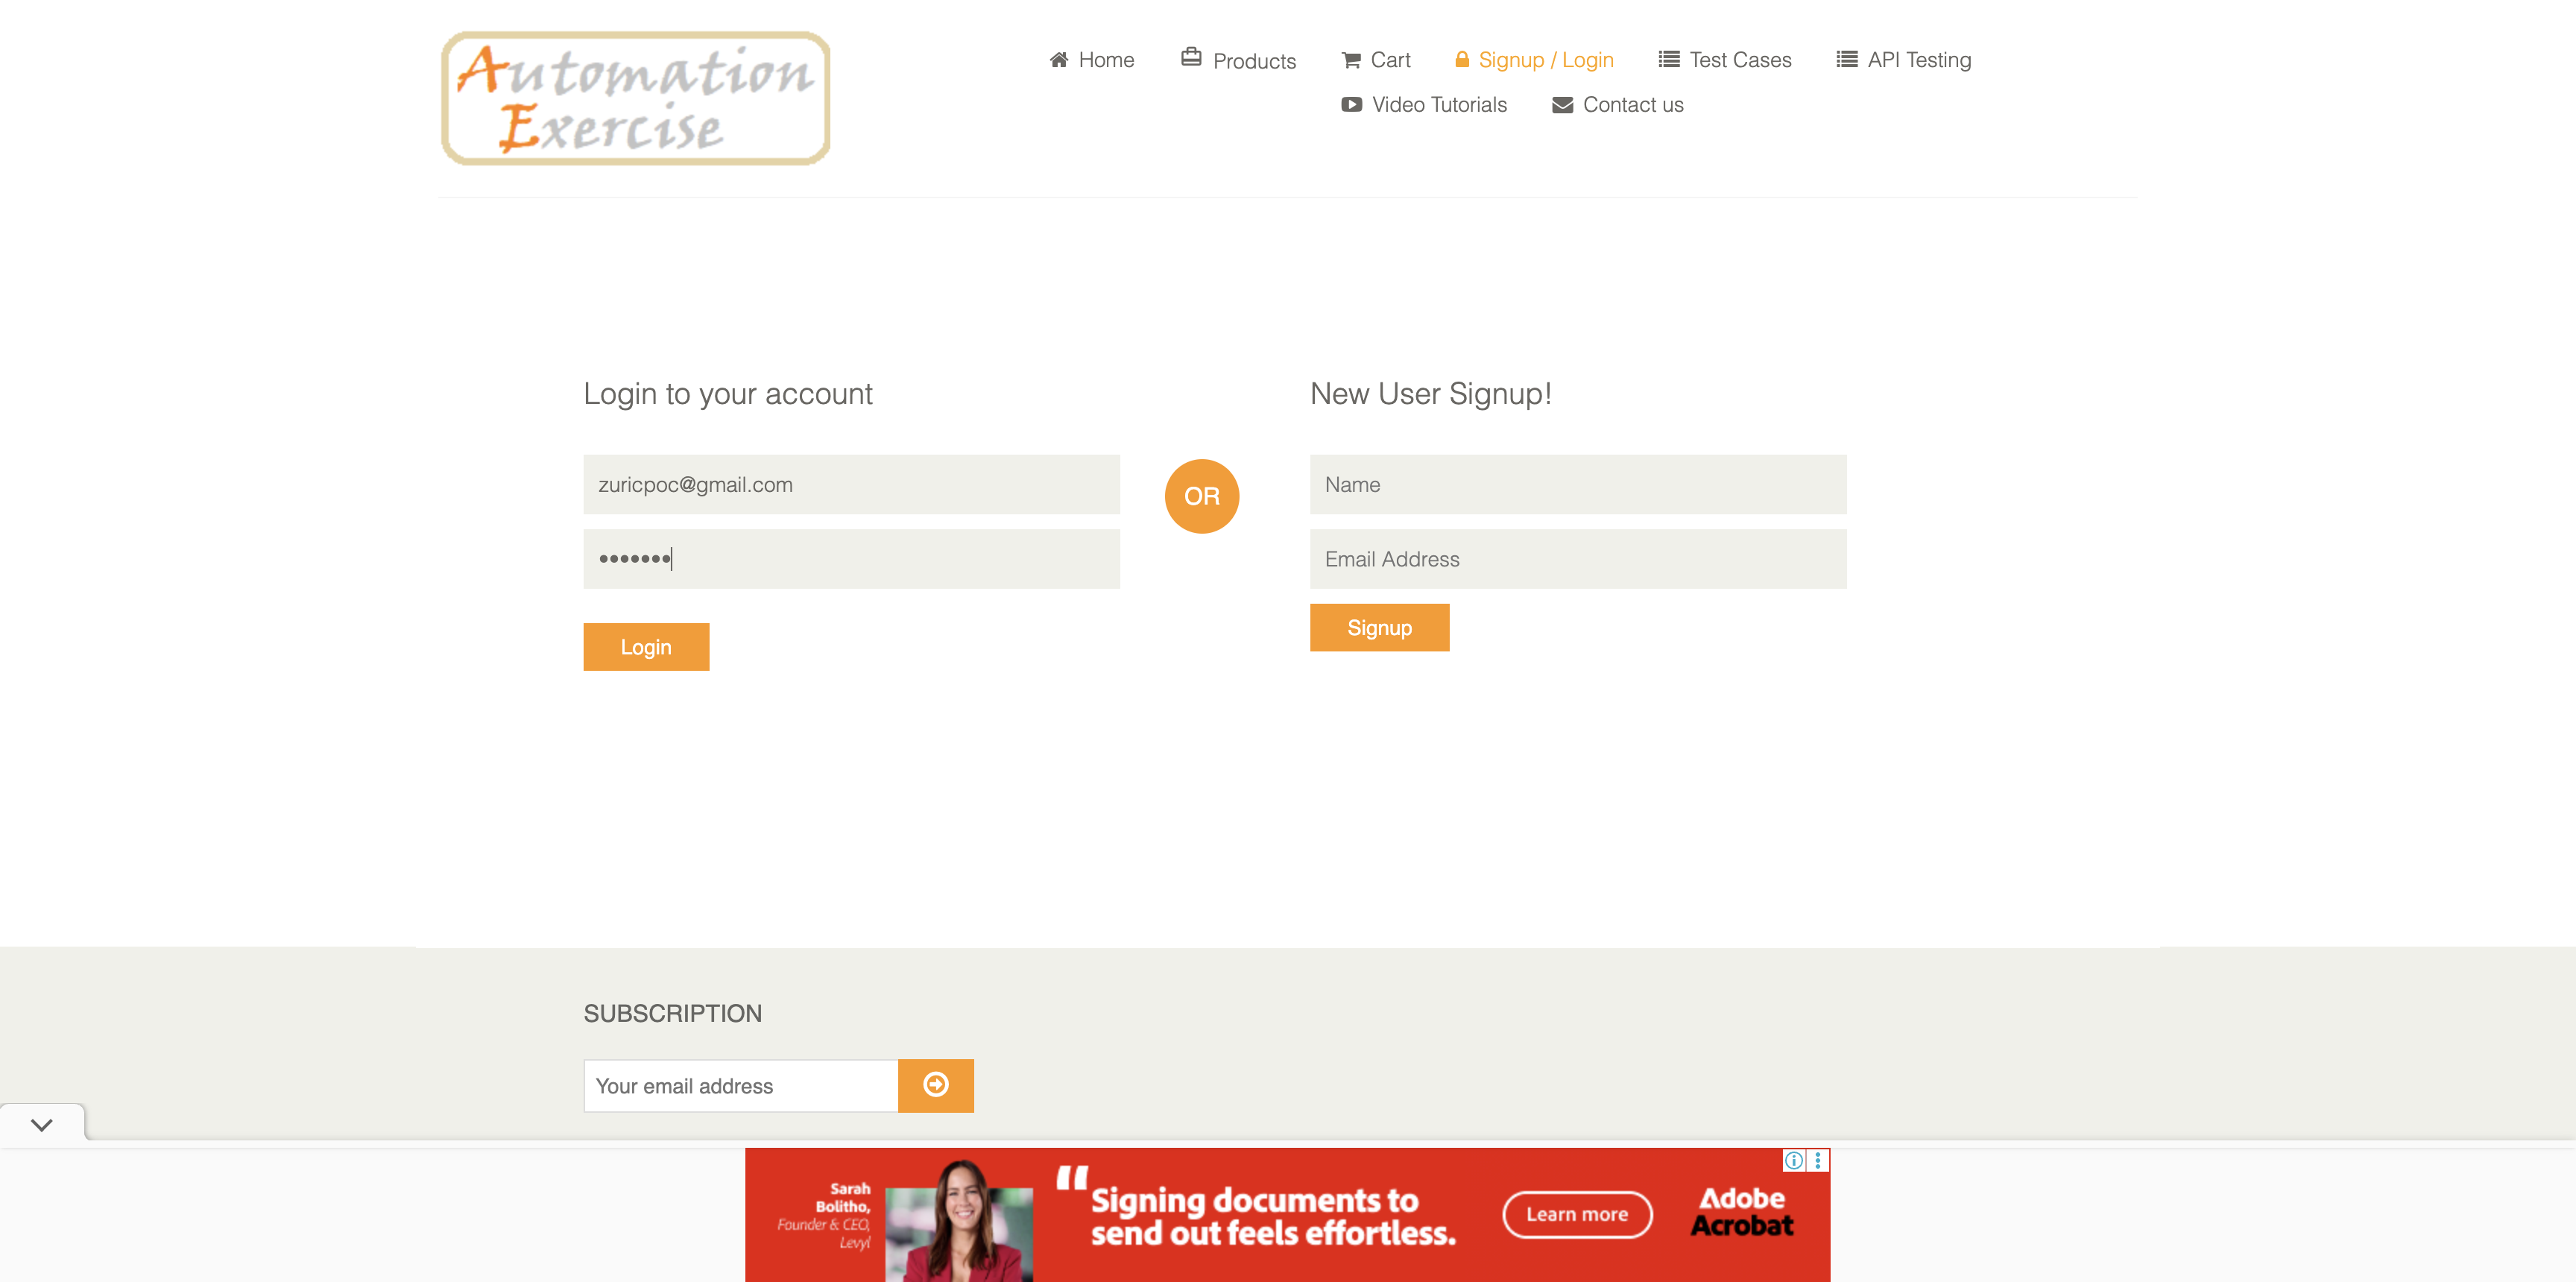 Automation
Exercise
Home
Products
Cart
Signup / Login
Test Cases
API Testing
Video Tutorials
Contact us
Login to your account
zuricpoc@gmail.com
•••••••
Login
OR
New User Signup!
Name
Email Address
Signup
SUBSCRIPTION
Your email address
Sarah
Bolitho,
Founder & CEO,
Levyl
“Signing documents to
send out feels effortless.
Learn more
Adobe
Acrobat